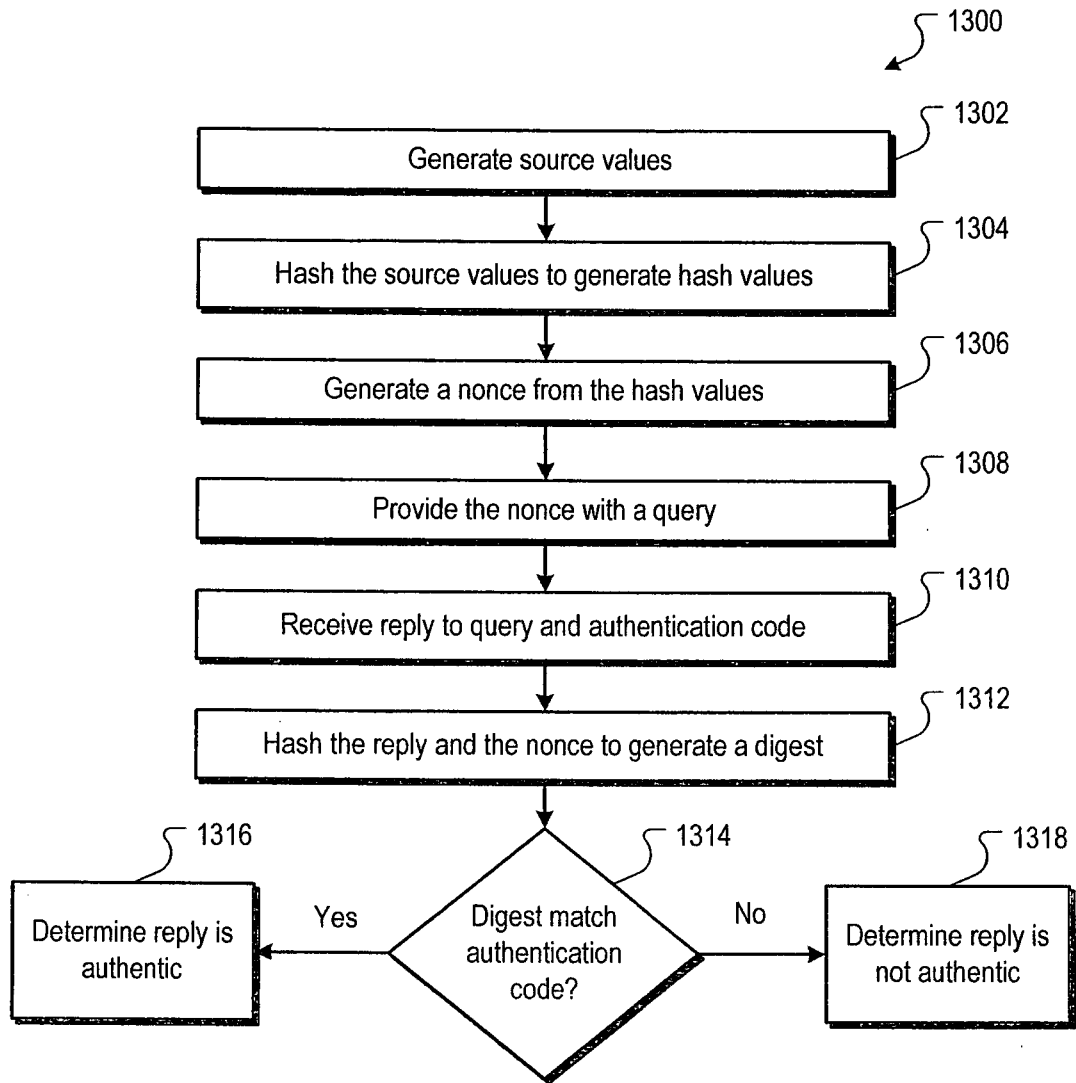 1300
1302
Generate source values
1304
Hash the source values to generate hash values
1306
Generate a nonce from the hash values
1308
Provide the nonce with a query
1310
Receive reply to query and authentication code
1312
Hash the reply and the nonce to generate a digest
1316
1314
1318
Determine reply is
authentic
Yes
Digest match
authentication
code?
No
Determine reply is
not authentic